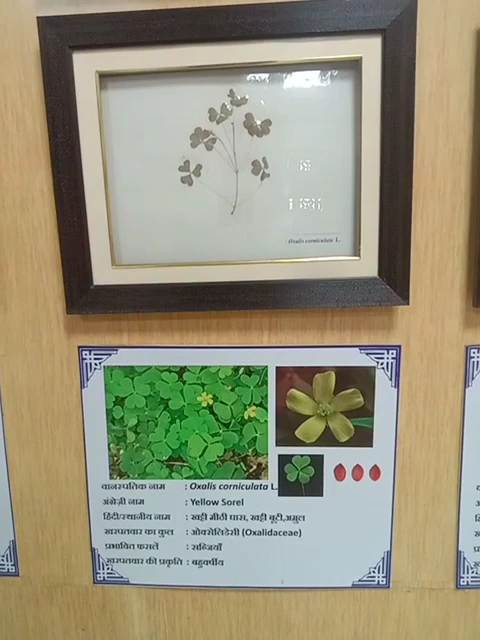 Oxalis corniculata L.
वानस्पतिक नाम : Oxalis corniculata L.
अंग्रेज़ी नाम : Yellow Sorel
हिंदी/स्थानीय नाम : खट्टी मीठी घास, खट्टी बूटी,अमुल
खरपतवार का कुल : ओक्सेलिडेसी (Oxalidaceae)
प्रभावित फसलें : सब्जियाँ
खरपतवार की प्रकृति : बहुवर्षीय